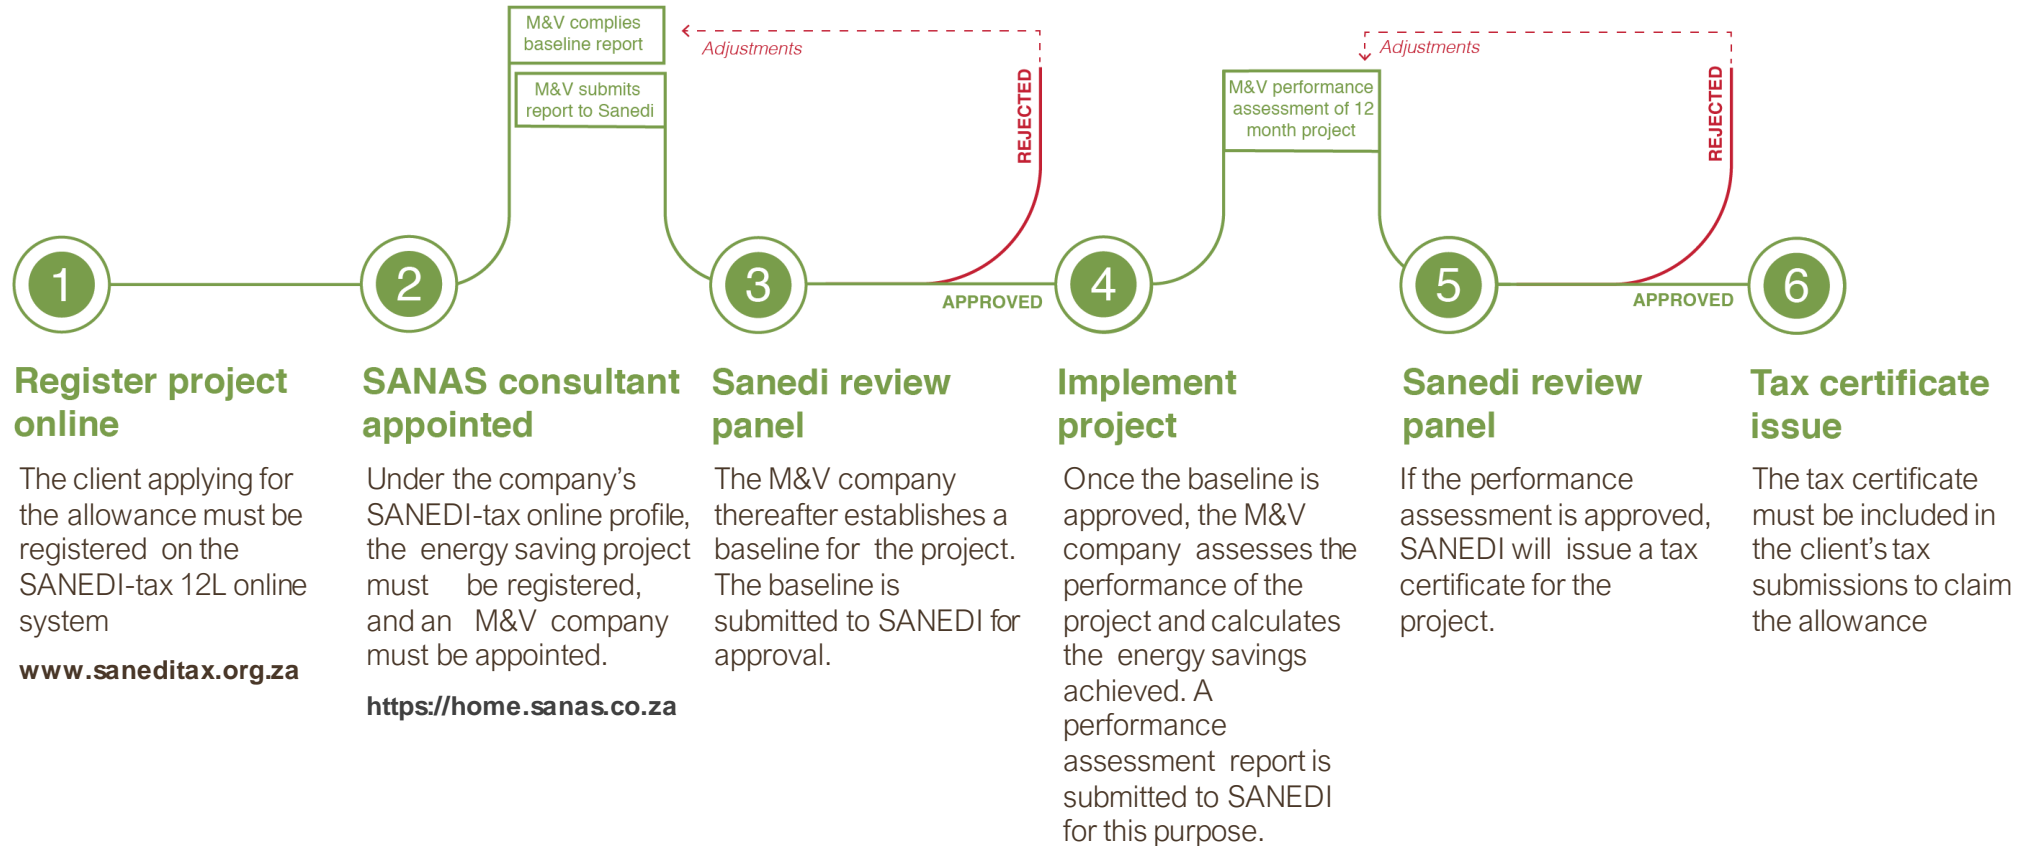 M&V complies
baseline report
M&V submits
report to Sanedi
Adjustments
REJECTED
M&V performance
assessment of 12
month project
Adjustments
REJECTED
1
2
3
APPROVED
4
5
APPROVED
6
Register project
online
The client applying for
the allowance must be
registered on the
SANEDI-tax 12L online
system
www.saneditax.org.za
SANAS consultant
appointed
Under the company’s
SANEDI-tax online profile,
the energy saving project
must be registered,
and an M&V company
must be appointed.
https://home.sanas.co.za
Sanedi review
panel
The M&V company
thereafter establishes a
baseline for the project.
The baseline is
submitted to SANEDI for
approval.
Implement
project
Once the baseline is
approved, the M&V
company assesses the
performance of the
project and calculates
the energy savings
achieved. A
performance
assessment report is
submitted to SANEDI
for this purpose.
Sanedi review
panel
If the performance
assessment is approved,
SANEDI will issue a tax
certificate for the
project.
Tax certificate
issue
The tax certificate
must be included in
the client’s tax
submissions to claim
the allowance